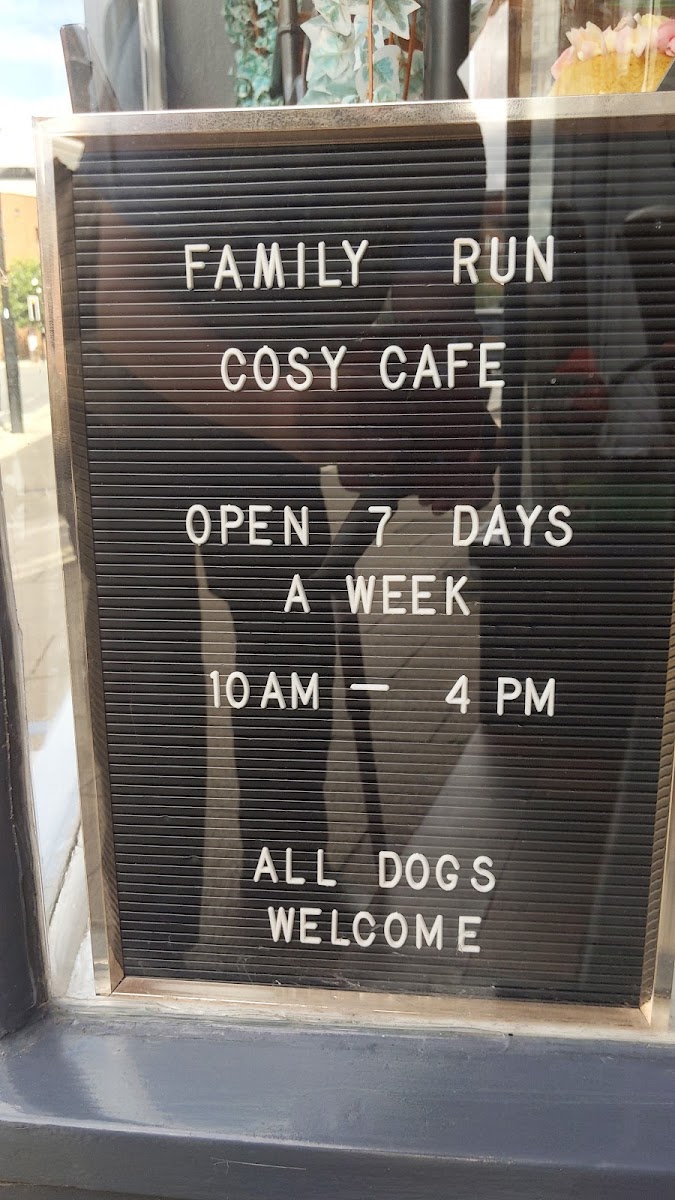 FAMILY RUN
COSY CAFE
OPEN 7 DAYS
A WEEK
10AM — 4 PM
ALL DOGS
WELCOME